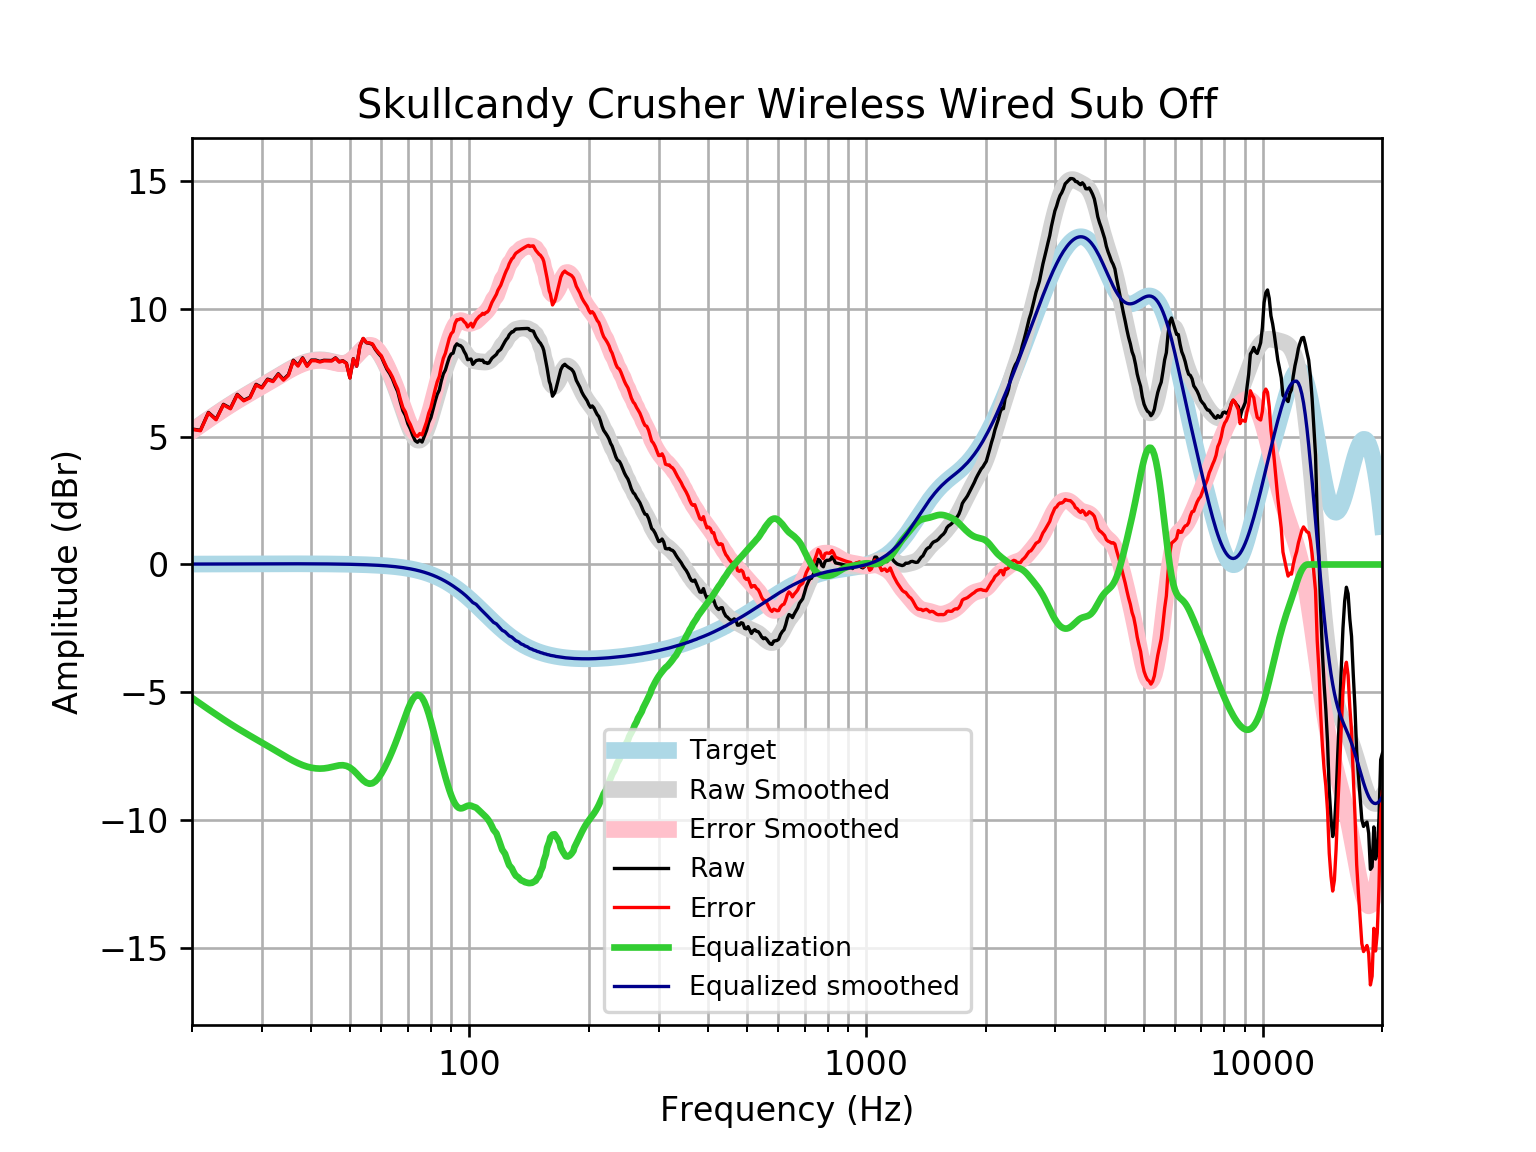 Skullcandy Crusher Wireless Wired Sub Off
Amplitude (dBr)
15
10
5
0
−5
−10
−15
Target
Raw Smoothed
Error Smoothed
Raw
Error
Equalization
Equalized smoothed
100
1000
10000
Frequency (Hz)